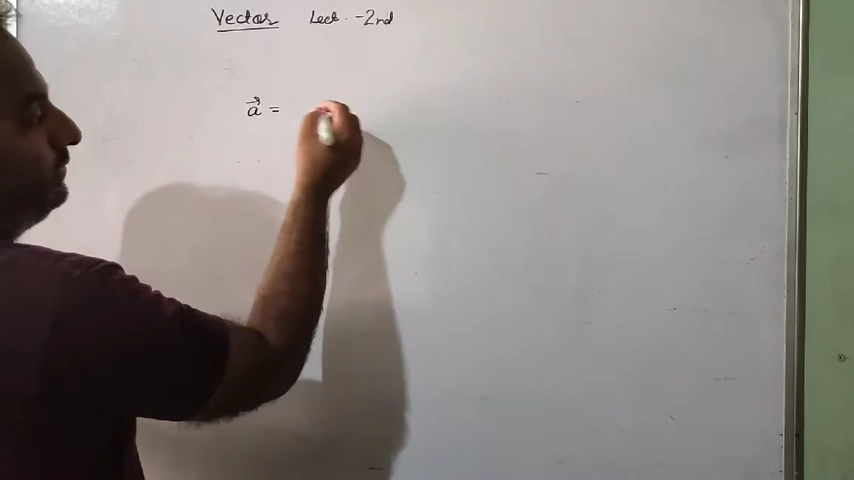 Vector Lect. -2nd
a⃗ =